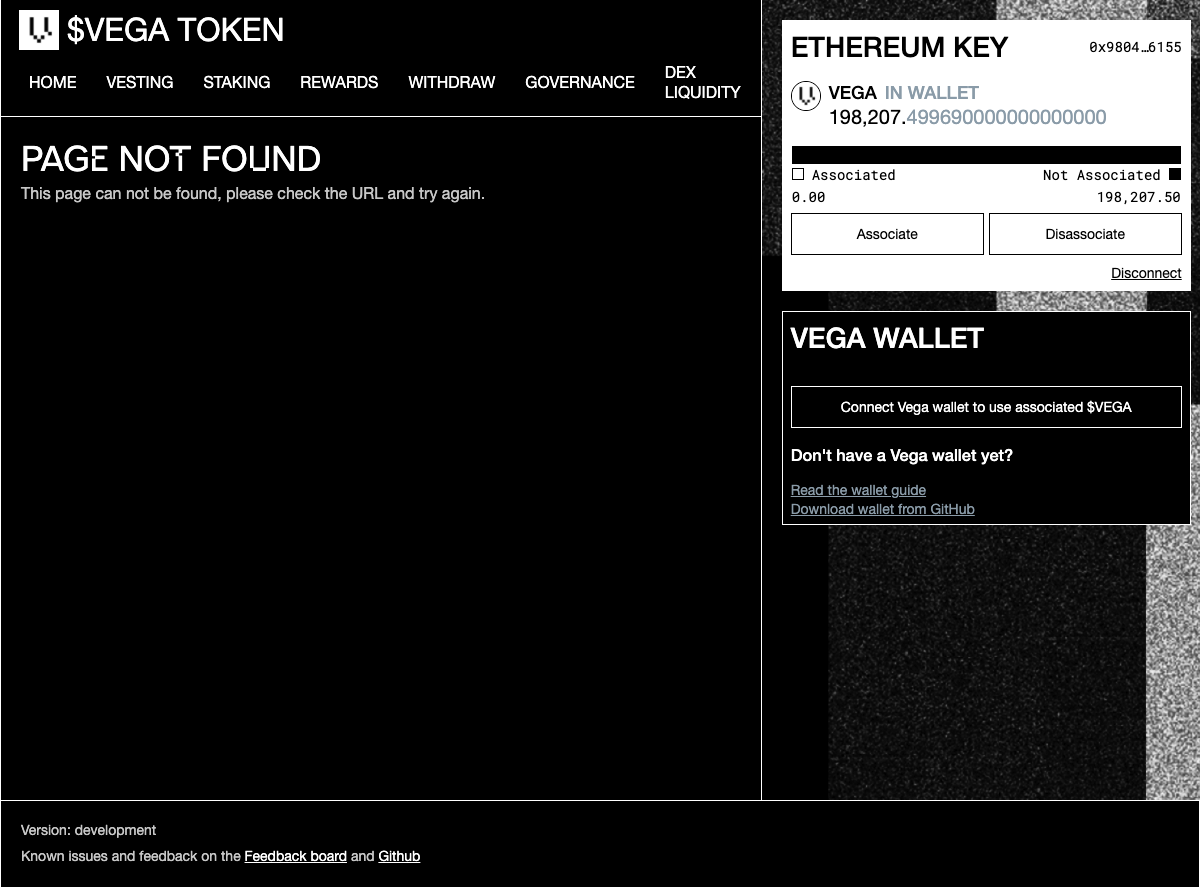 $VEGA TOKEN
HOME
VESTING
STAKING
REWARDS
WITHDRAW
GOVERNANCE
DEX
LIQUIDITY
PAGE NOT FOUND
This page can not be found, please check the URL and try again.
ETHEREUM KEY
0x9804…6155
VEGA IN WALLET
198,207.499690000000000000
Associated
Not Associated
0.00
198,207.50
Associate
Disassociate
Disconnect
VEGA WALLET
Connect Vega wallet to use associated $VEGA
Don't have a Vega wallet yet?
Read the wallet guide
Download wallet from GitHub
Version: development
Known issues and feedback on the Feedback board and Github